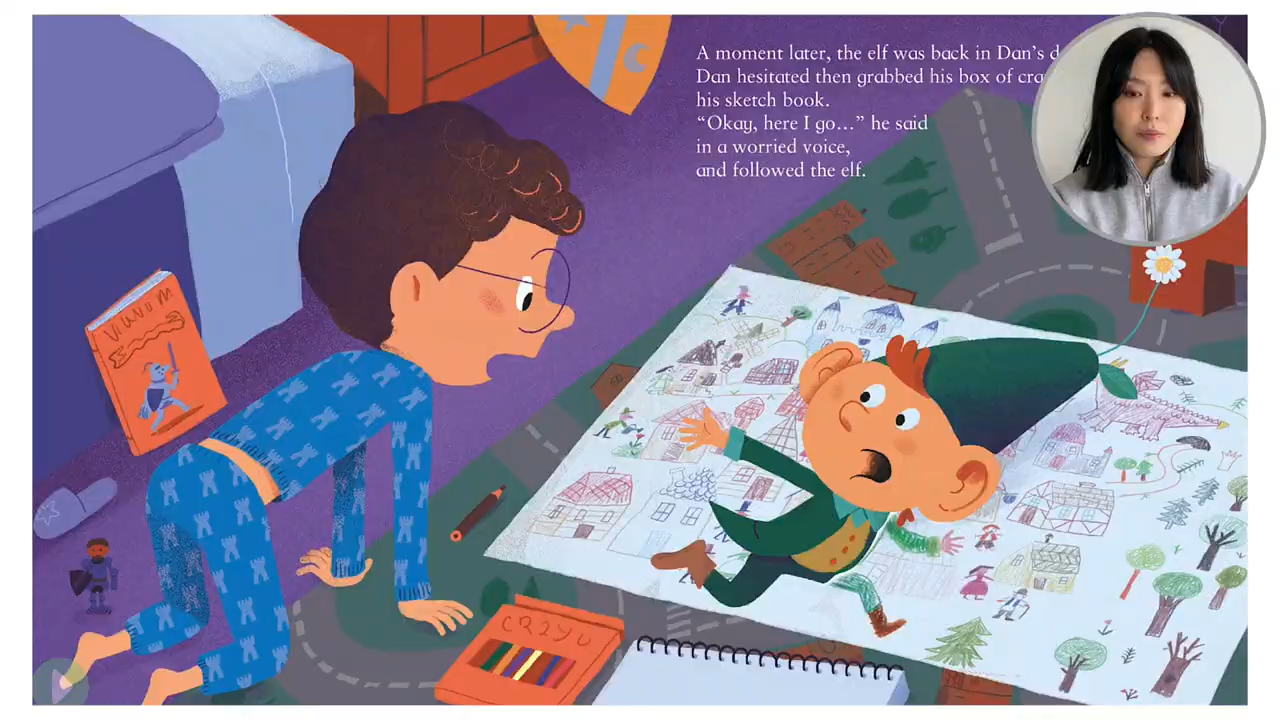 A moment later, the elf was back in Dan's
Dan hesitated then grabbed his box of
his sketch book.
“Okay, here I go…” he said
in a worried voice,
and followed the elf.
CRAYO